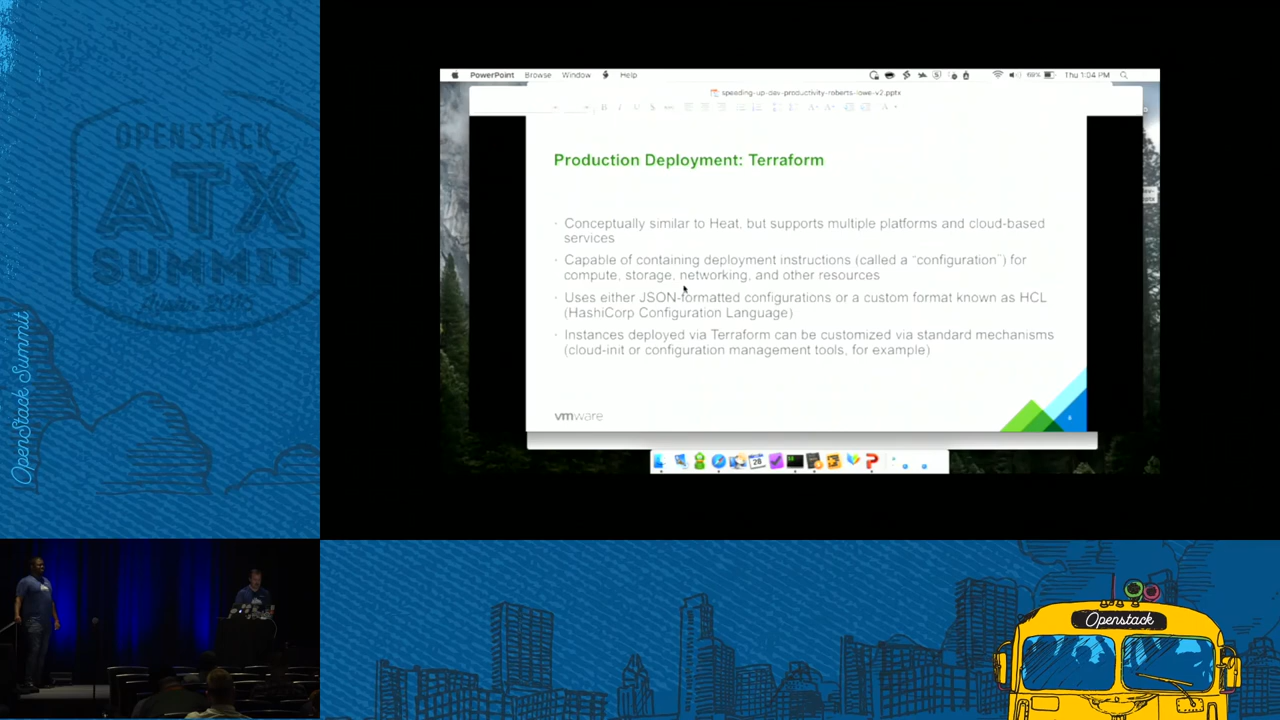 OPENSTACK
ATX
SUMMIT
OpenStack Summit
PowerPoint Browse Window Help
Thu 1:04 PM
speeding-up-dev-productivity-roberts-lowe-v2.pptx
Production Deployment: Terraform
· Conceptually similar to Heat, but supports multiple platforms and cloud-based
services
· Capable of containing deployment instructions (called a "configuration") for
compute, storage, networking, and other resources
· Uses either JSON-formatted configurations or a custom format known as HCL
(HashiCorp Configuration Language)
· Instances deployed via Terraform can be customized via standard mechanisms
(cloud-init or configuration management tools, for example)
vmware
28
Openstack